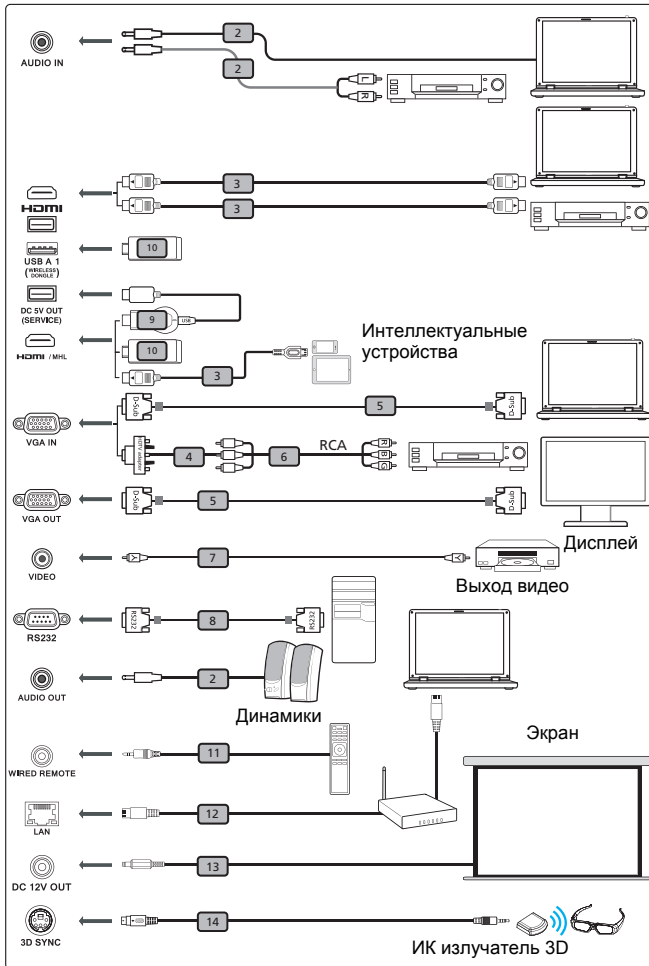 AUDIO IN
2
2
L
R
HDMI
3
3
USB A 1
(WIRELESS DONGLE)
10
DC 5V OUT
(SERVICE)
9
USB
HDMI / MHL
10
3
Интеллектуальные
устройства
VGA IN
D-Sub
5
D-Sub
HDTV adapter
4
6
RCA
R
B
G
VGA OUT
D-Sub
5
D-Sub
Дисплей
VIDEO
Y
7
Y
Выход видео
RS232
RS232
8
RS232
AUDIO OUT
2
Динамики
WIRED REMOTE
11
Экран
LAN
12
DC 12V OUT
13
3D SYNC
14
ИК излучатель 3D